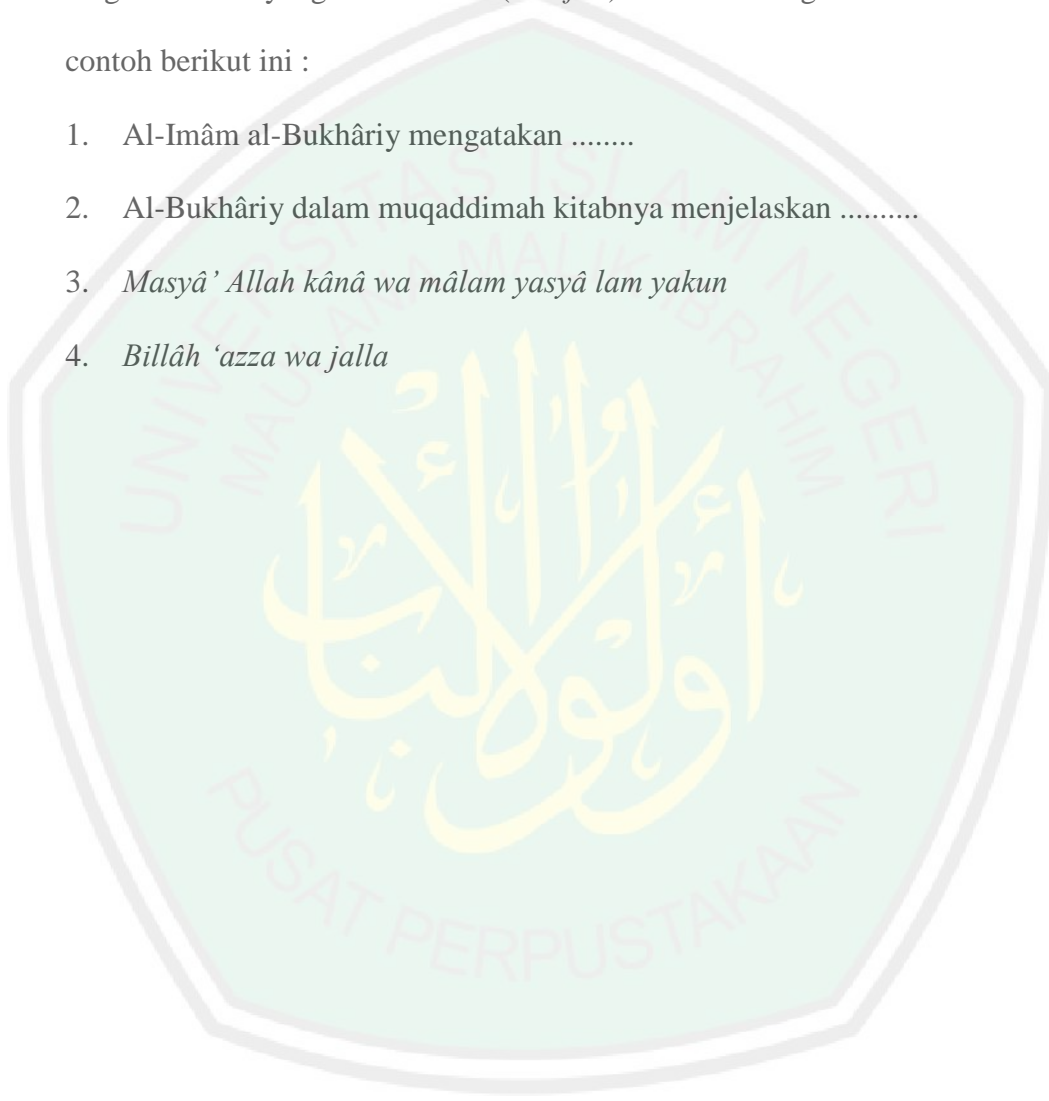 contoh berikut ini :
1. Al-Imâm al-Bukhâriy mengatakan ........
2. Al-Bukhâriy dalam muqaddimah kitabnya menjelaskan ..........
3. Masyâ’ Allah kânâ wa mâlam yasyâ lam yakun
4. Billâh ‘azza wa jalla
UNIVERSITAS ISLAM NEGERI
MAULANA MALIK IBRAHIM
أولو الألباب
PUSAT PERPUSTAKAAN